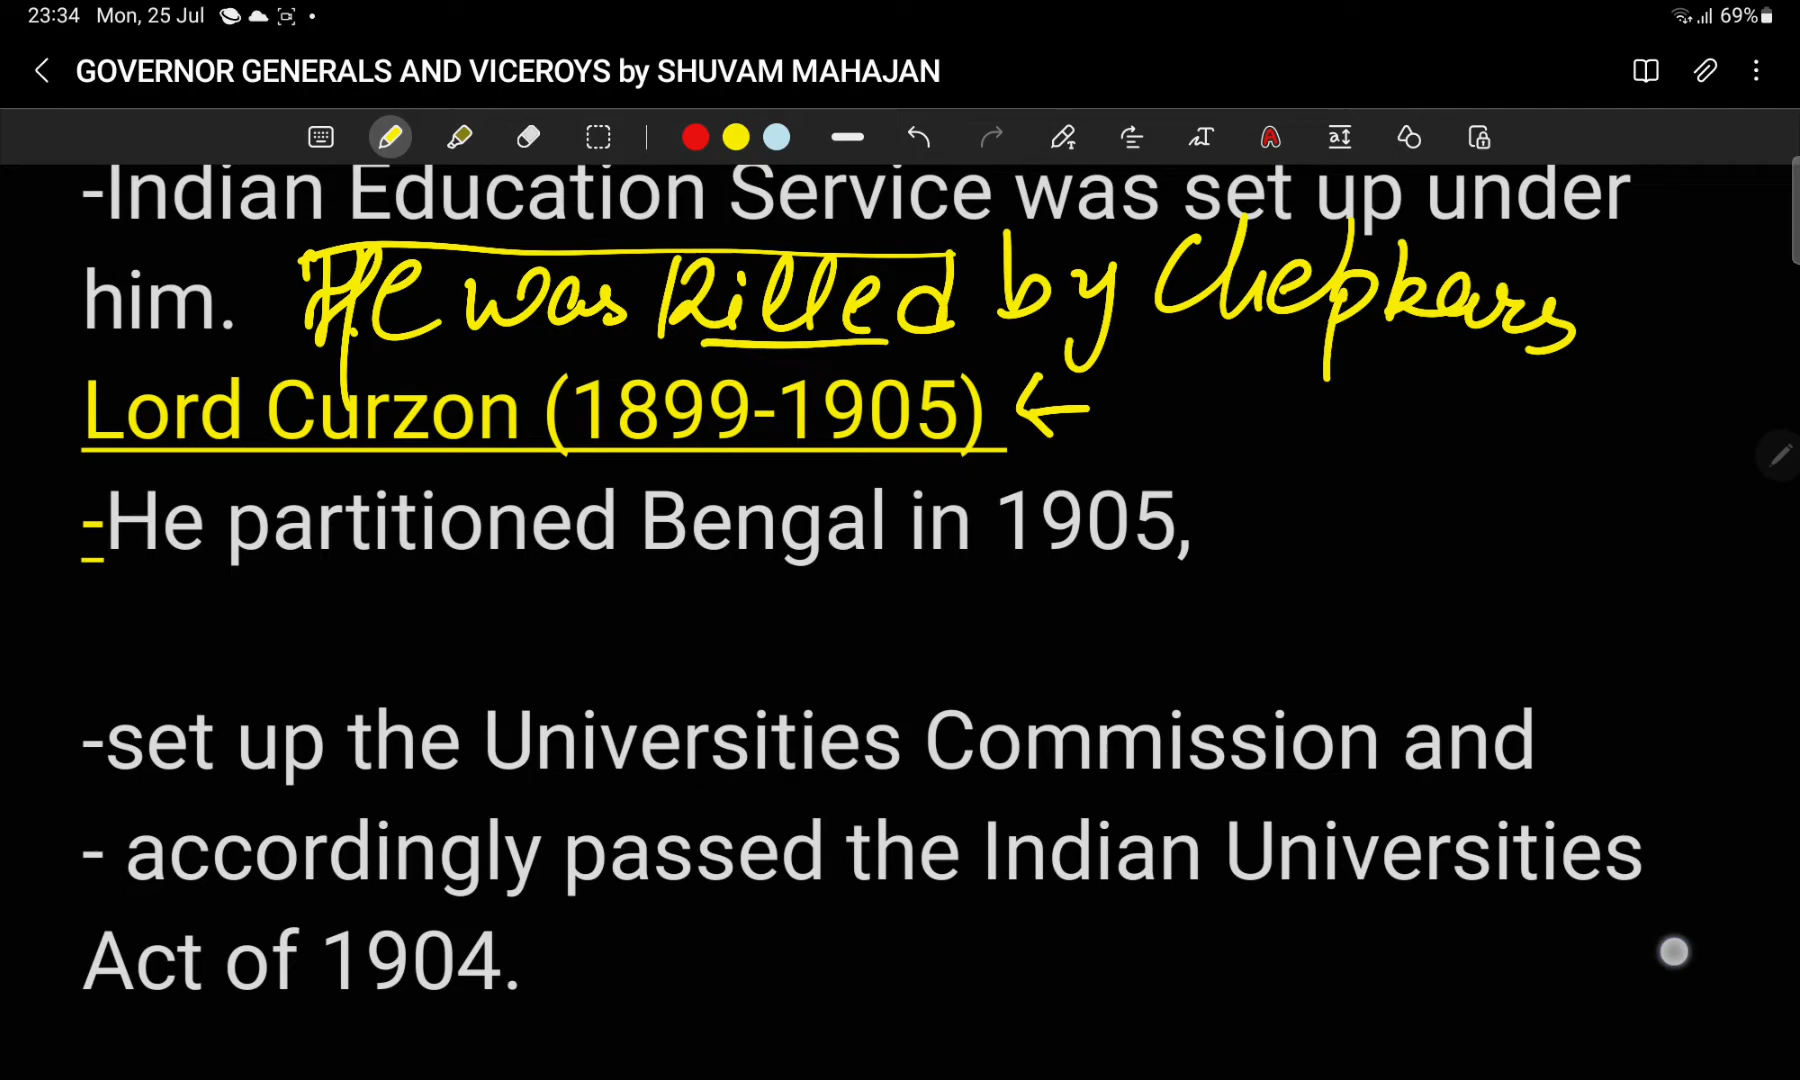 23:34 Mon, 25 Jul 69%
GOVERNOR GENERALS AND VICEROYS by SHUVAM MAHAJAN
-Indian Education Service was set up under
him. He was killed by Chepkars
Lord Curzon (1899-1905) ←
-He partitioned Bengal in 1905,
-set up the Universities Commission and
- accordingly passed the Indian Universities
Act of 1904.